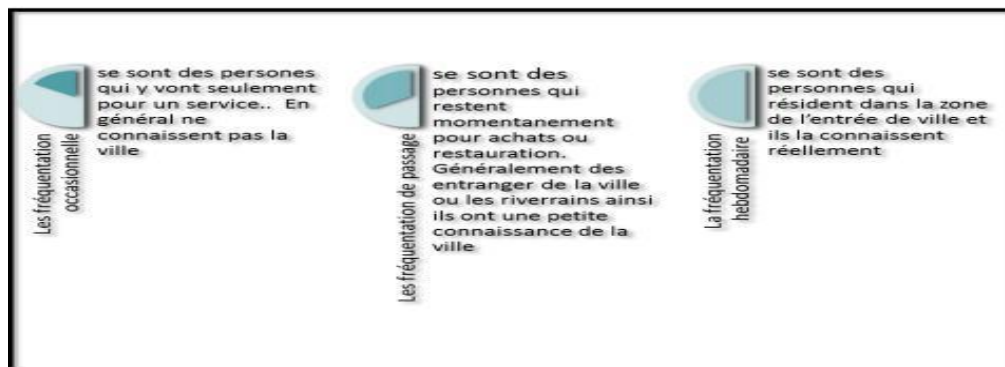 Les fréquentation
occasionnelle
se sont des persones
qui y vont seulement
pour un service.. En
général ne
connaissent pas la
ville
Les fréquentation de passage
se sont des
personnes qui
restent
momentanement
pour achats ou
restauration.
Généralement des
entranger de la ville
ou les riverrains ainsi
ils ont une petite
connaissance de la
ville
La fréquentation
hebdomadaire
se sont des
personnes qui
résident dans la zone
de l'entrée de ville et
ils la connaissent
réellement